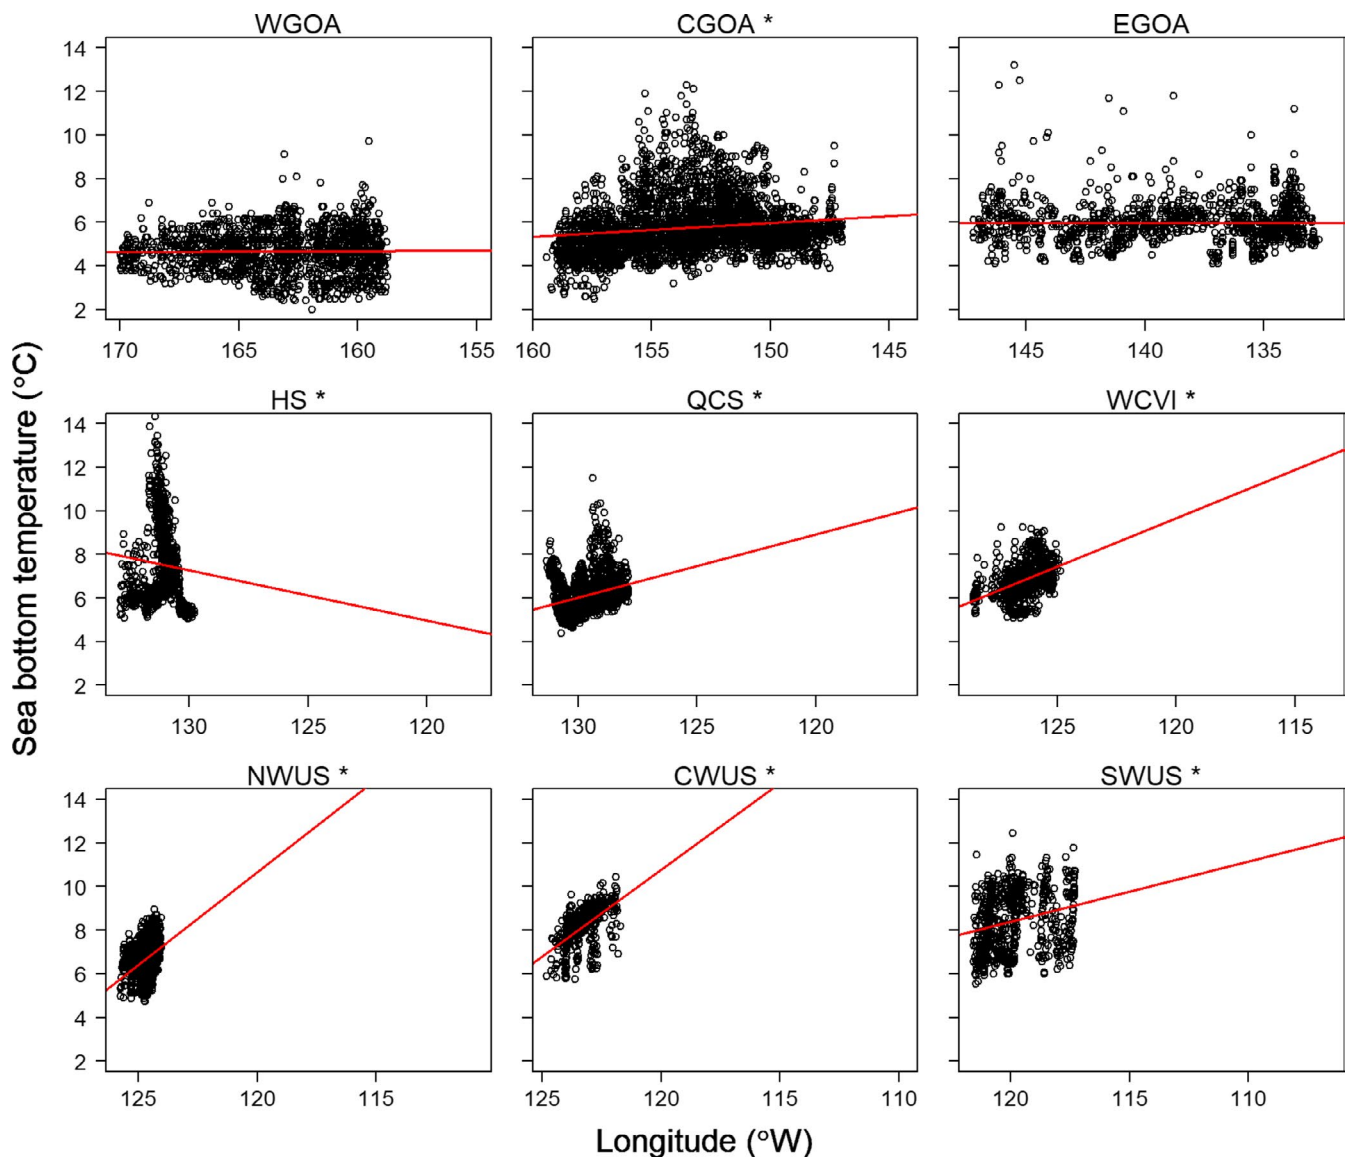 WGOA
CGOA *
EGOA
14
12
10
8
6
4
2
170 165 160 155
160 155 150 145
145 140 135
HS *
QCS *
WCVI *
14
12
10
8
6
4
2
130 125 120
130 125 120
125 120 115
NWUS *
CWUS *
SWUS *
14
12
10
8
6
4
2
125 120 115
125 120 115 110
120 115 110
Sea bottom temperature (°C)
Longitude (°W)